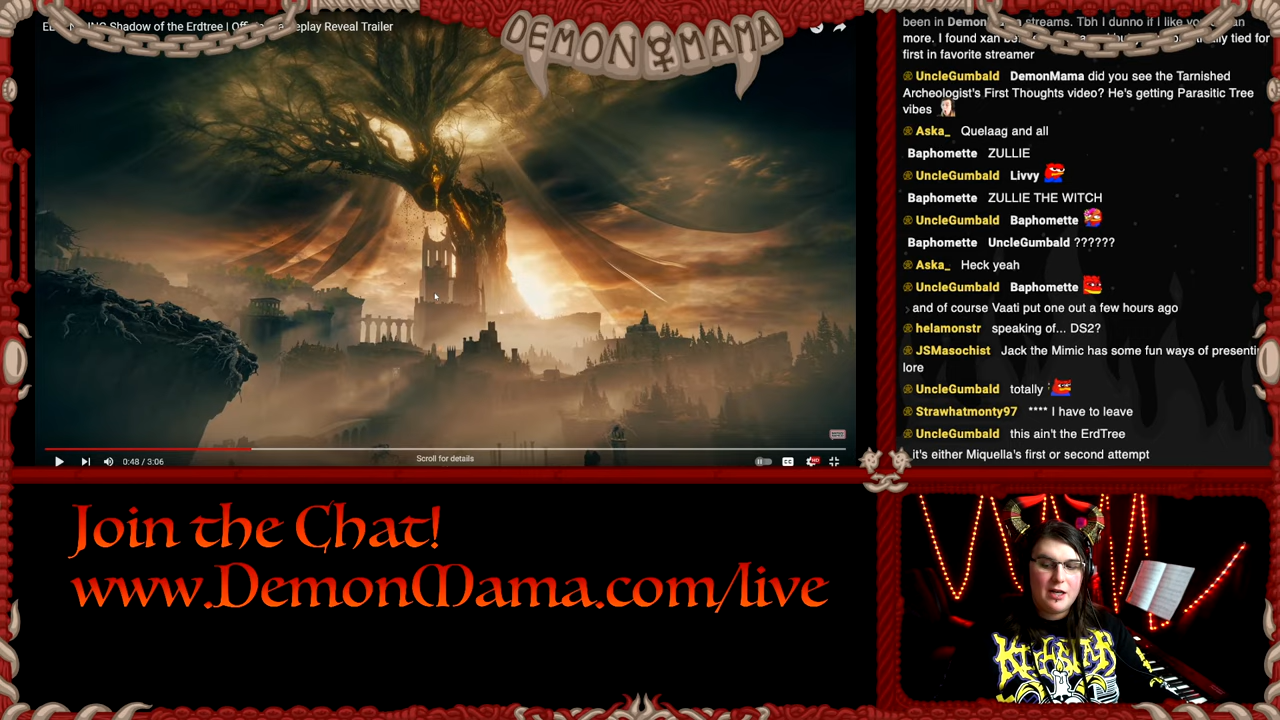 Shadow of the Erdtree | Reveal Trailer
DEMON MAMA
0:48 / 3:06
Scroll for details
CC
HD
been in Demon streams. Tbh I dunno if I like
more. I found xan tied for
first in favorite streamer
UncleGumbald DemonMama did you see the Tarnished
Archeologist's First Thoughts video? He's getting Parasitic Tree
vibes
Aska_ Quelaag and all
Baphomette ZULLIE
UncleGumbald Livvy
Baphomette ZULLIE THE WITCH
UncleGumbald Baphomette
Baphomette UncleGumbald ??????
Aska_ Heck yeah
UncleGumbald Baphomette
and of course Vaati put one out a few hours ago
helamonstr speaking of... DS2?
JSMasochist Jack the Mimic has some fun ways of presenti
lore
UncleGumbald totally
Strawhatmonty97 **** I have to leave
UncleGumbald this ain't the ErdTree
it's either Miquella's first or second attempt
Join the Chat!
www.DemonMama.com/live